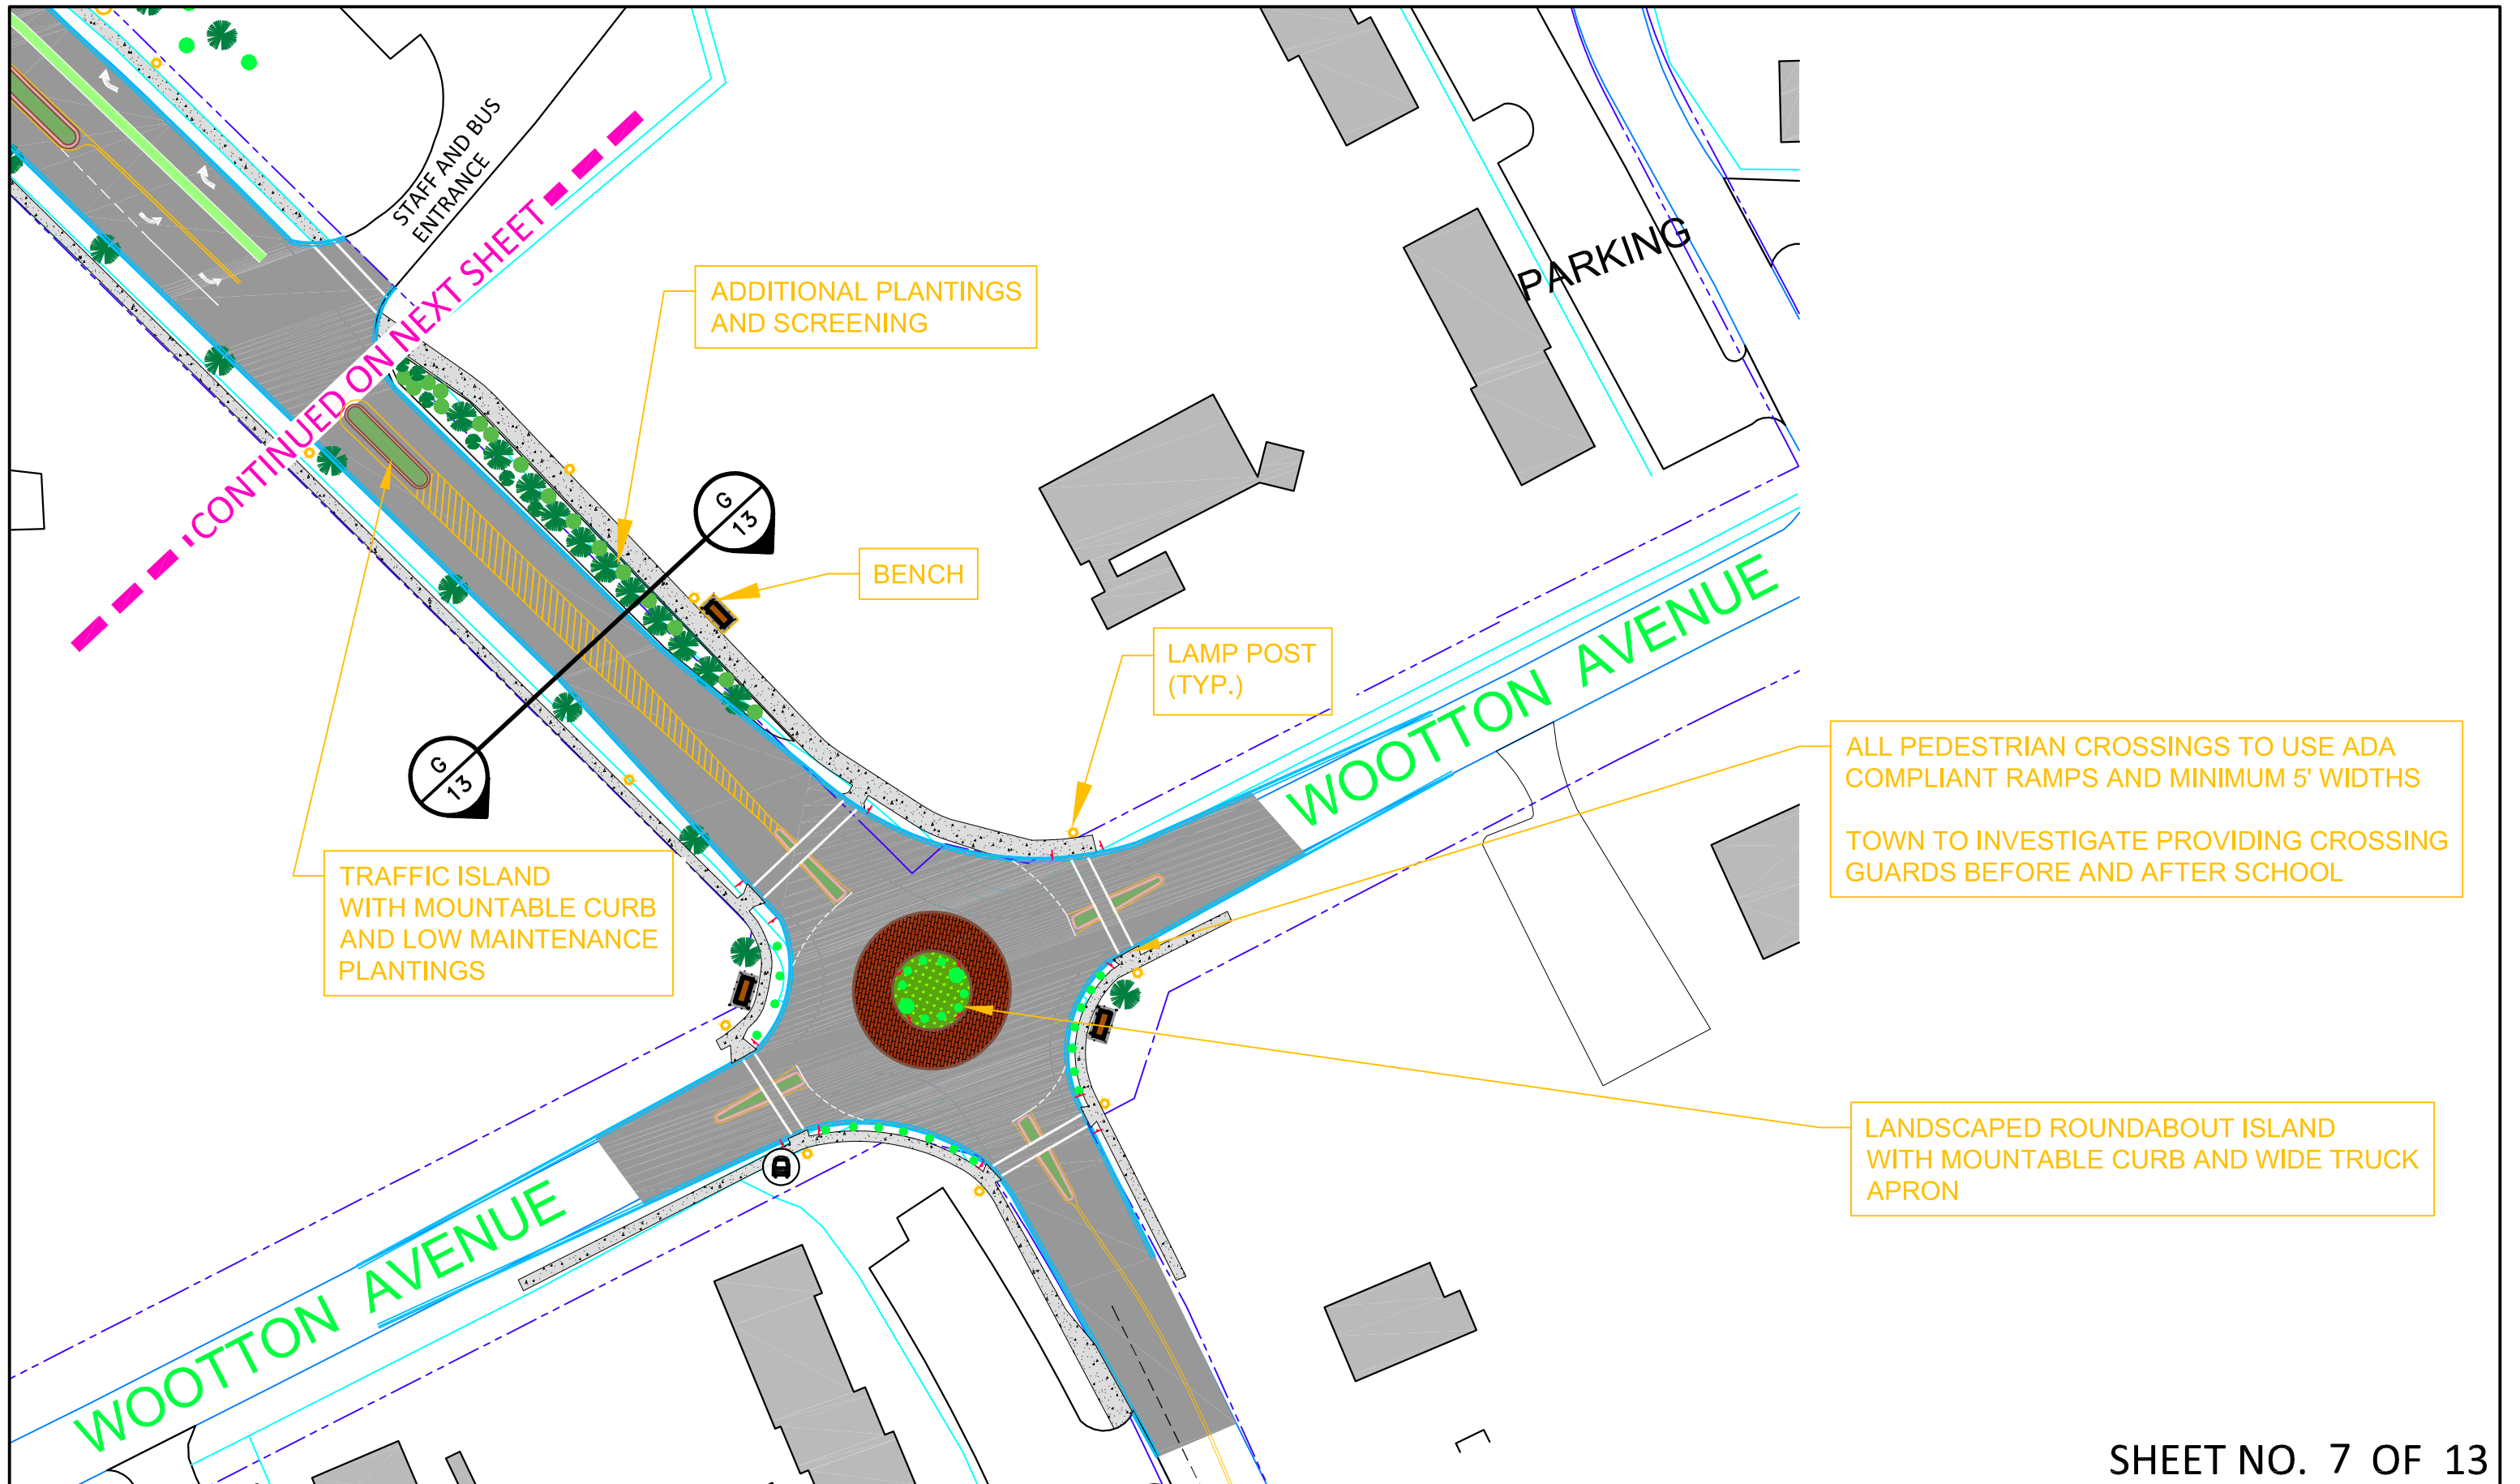 STAFF AND BUS
ENTRANCE
CONTINUED ON NEXT SHEET
PARKING
ADDITIONAL PLANTINGS
AND SCREENING
G
13
BENCH
LAMP POST
(TYP.)
WOOTTON AVENUE
ALL PEDESTRIAN CROSSINGS TO USE ADA
COMPLIANT RAMPS AND MINIMUM 5' WIDTHS
TOWN TO INVESTIGATE PROVIDING CROSSING
GUARDS BEFORE AND AFTER SCHOOL
G
13
TRAFFIC ISLAND
WITH MOUNTABLE CURB
AND LOW MAINTENANCE
PLANTINGS
LANDSCAPED ROUNDABOUT ISLAND
WITH MOUNTABLE CURB AND WIDE TRUCK
APRON
WOOTTON AVENUE
SHEET NO. 7 OF 13